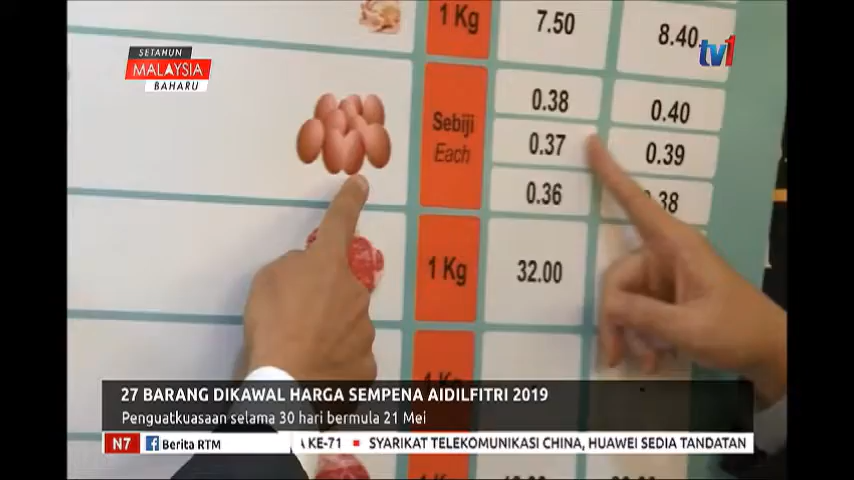 SETAHUN
MALAYSIA
BAHARU
tv1
1 Kg 7.50 8.40
Sebiji
Each
0.38 0.40
0.37 0.39
0.36
1 Kg 32.00
27 BARANG DIKAWAL HARGA SEMPENA AIDILFITRI 2019
Penguatkuasaan selama 30 hari bermula 21 Mei
N7 f Berita RTM KE-71 ▪ SYARIKAT TELEKOMUNIKASI CHINA, HUAWEI SEDIA TANDATAN